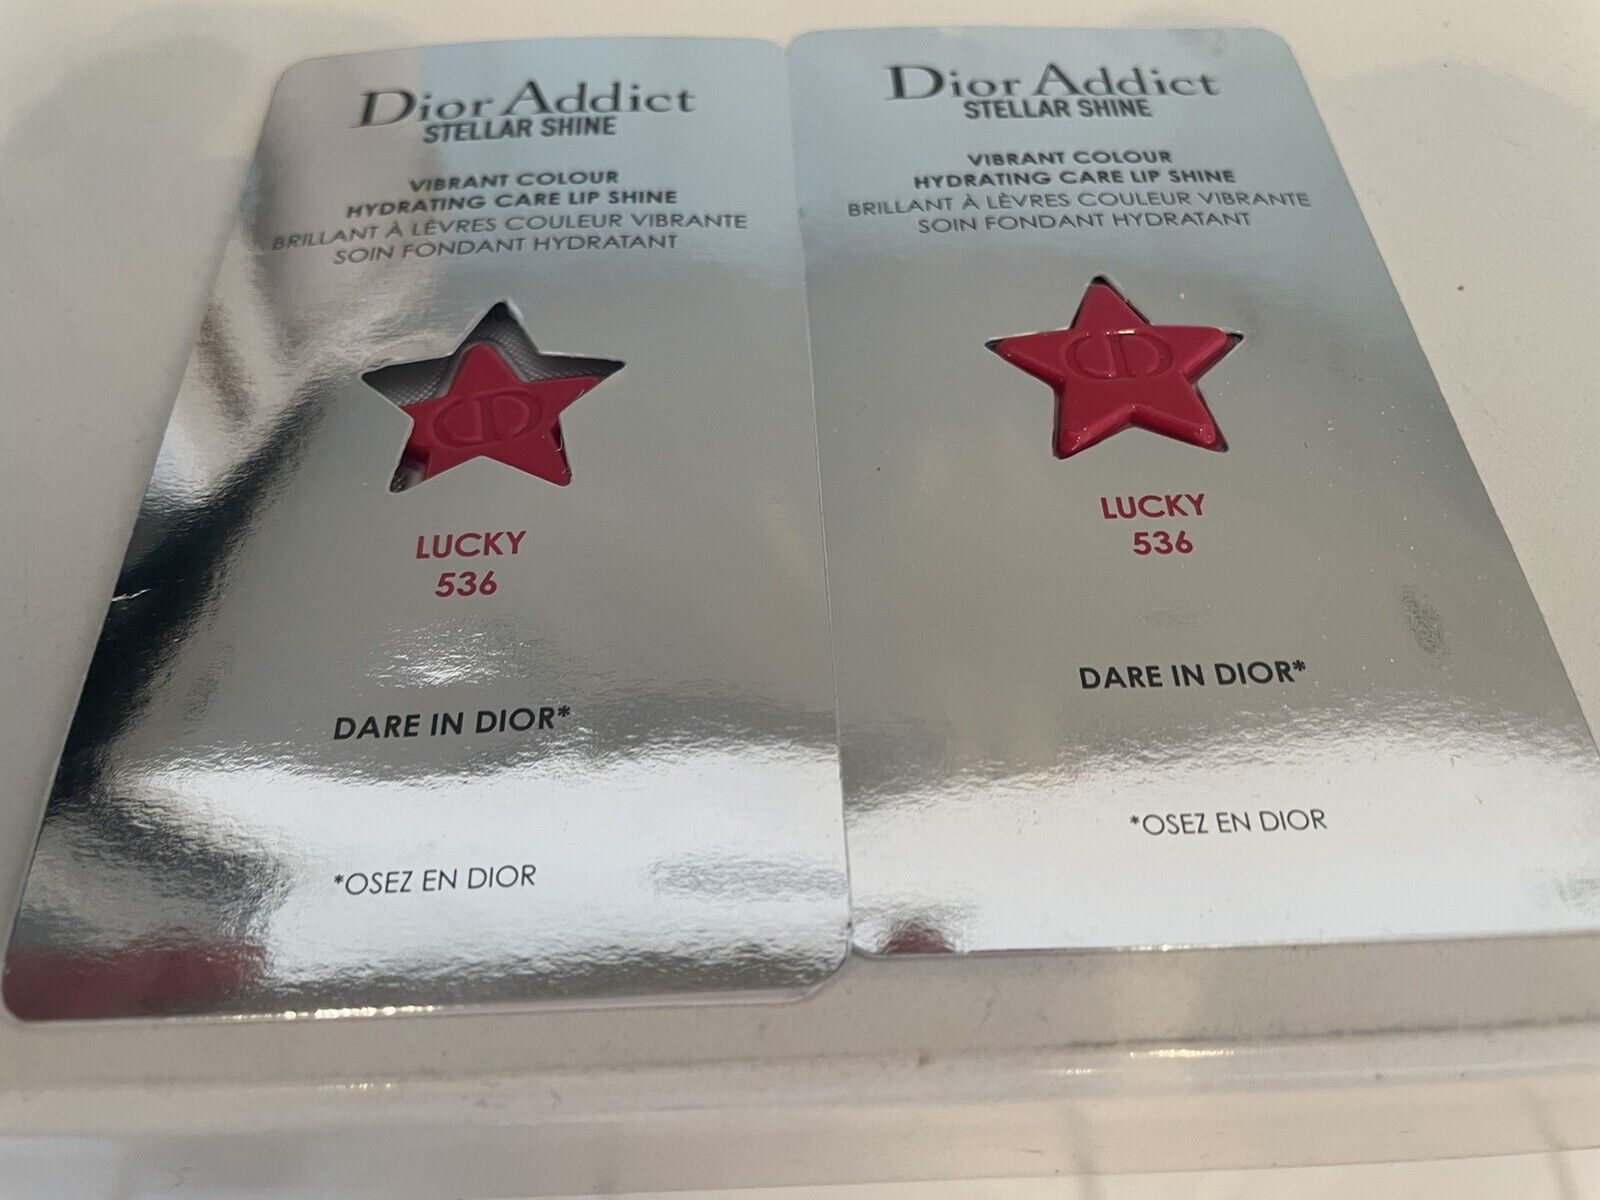 Dior Addict
STELLAR SHINE
VIBRANT COLOUR
HYDRATING CARE LIP SHINE
BRILLANT À LÈVRES COULEUR VIBRANTE
SOIN FONDANT HYDRATANT
CD
LUCKY
536
DARE IN DIOR*
*OSEZ EN DIOR
Dior Addict
STELLAR SHINE
VIBRANT COLOUR
HYDRATING CARE LIP SHINE
BRILLANT À LÈVRES COULEUR VIBRANTE
SOIN FONDANT HYDRATANT
CD
LUCKY
536
DARE IN DIOR*
*OSEZ EN DIOR